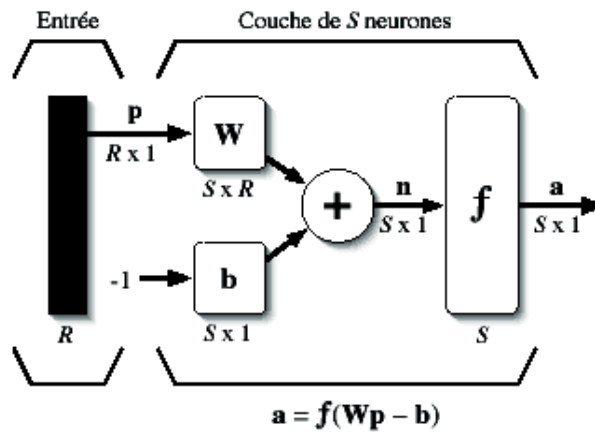 Entrée
Couche de S neurones
p
R x 1
W
S x R
-1
b
S x 1
+
n
S x 1
f
a
S x 1
R
S
a = f(Wp – b)